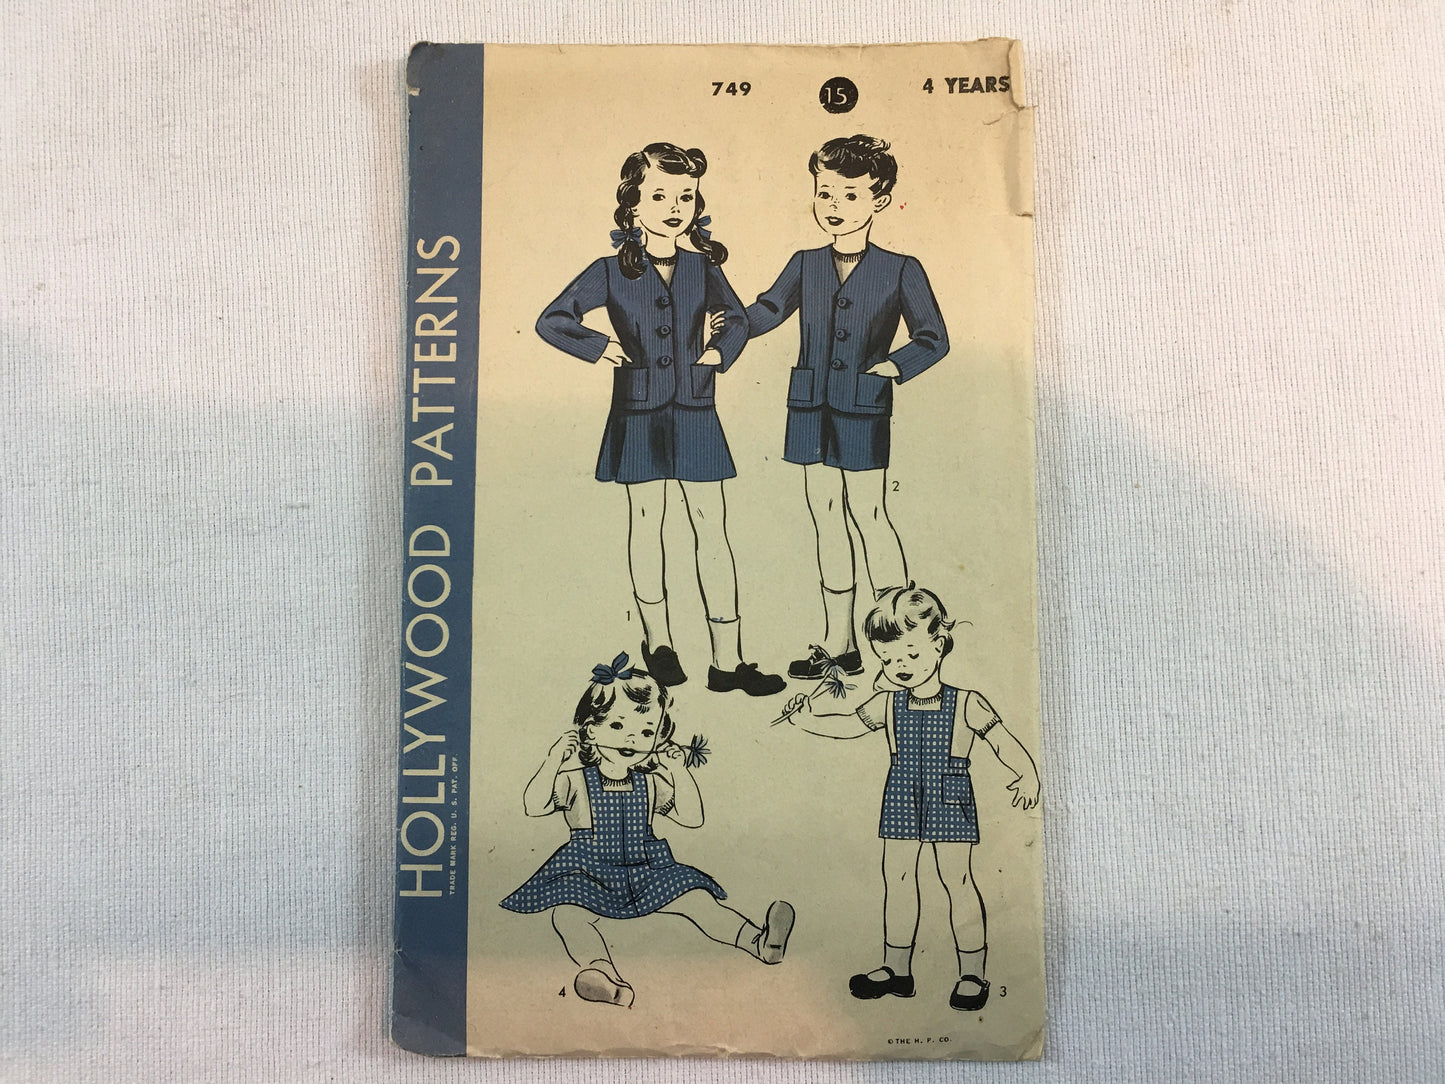 749 15¢ 4 YEARS
HOLLYWOOD PATTERNS
TRADE MARK REG. U. S. PAT. OFF.
2
1
4
3
© THE H. P. CO.